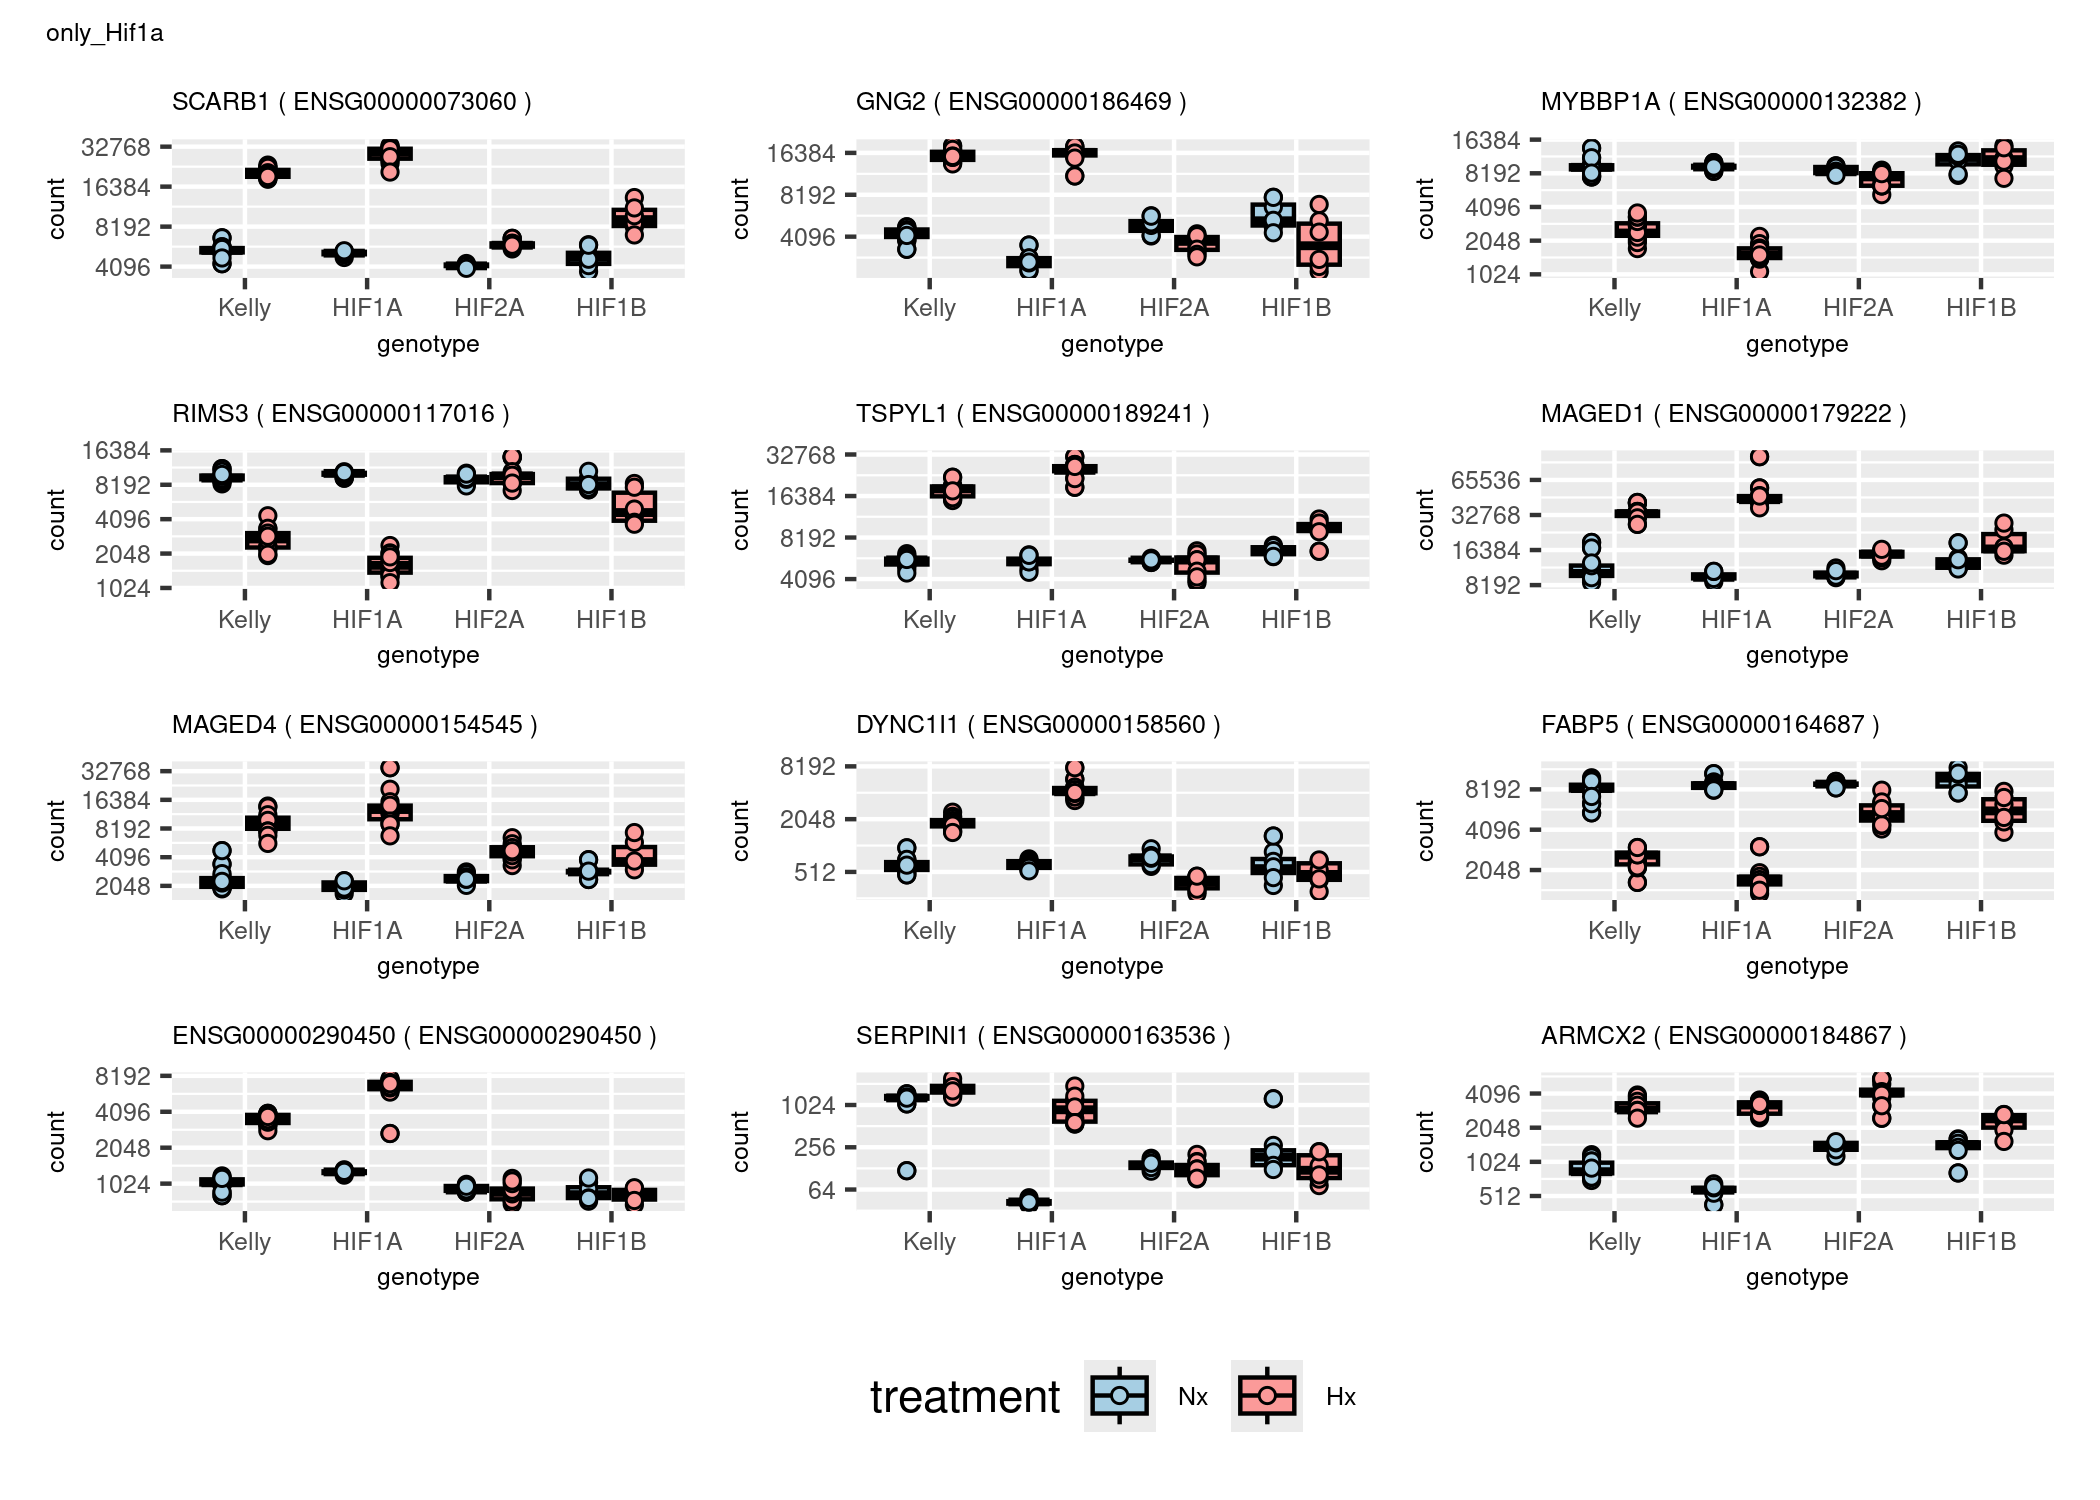 only_Hif1a
SCARB1 ( ENSG00000073060 )
32768
16384
8192
4096
count
Kelly HIF1A HIF2A HIF1B
genotype
GNG2 ( ENSG00000186469 )
16384
8192
4096
count
Kelly HIF1A HIF2A HIF1B
genotype
MYBBP1A ( ENSG00000132382 )
16384
8192
4096
2048
1024
count
Kelly HIF1A HIF2A HIF1B
genotype
RIMS3 ( ENSG00000117016 )
16384
8192
4096
2048
1024
count
Kelly HIF1A HIF2A HIF1B
genotype
TSPYL1 ( ENSG00000189241 )
32768
16384
8192
4096
count
Kelly HIF1A HIF2A HIF1B
genotype
MAGED1 ( ENSG00000179222 )
65536
32768
16384
8192
count
Kelly HIF1A HIF2A HIF1B
genotype
MAGED4 ( ENSG00000154545 )
32768
16384
8192
4096
2048
count
Kelly HIF1A HIF2A HIF1B
genotype
DYNC1I1 ( ENSG00000158560 )
8192
2048
512
count
Kelly HIF1A HIF2A HIF1B
genotype
FABP5 ( ENSG00000164687 )
8192
4096
2048
count
Kelly HIF1A HIF2A HIF1B
genotype
ENSG00000290450 ( ENSG00000290450 )
8192
4096
2048
1024
count
Kelly HIF1A HIF2A HIF1B
genotype
SERPINI1 ( ENSG00000163536 )
1024
256
64
count
Kelly HIF1A HIF2A HIF1B
genotype
ARMCX2 ( ENSG00000184867 )
4096
2048
1024
512
count
Kelly HIF1A HIF2A HIF1B
genotype
treatment Nx Hx